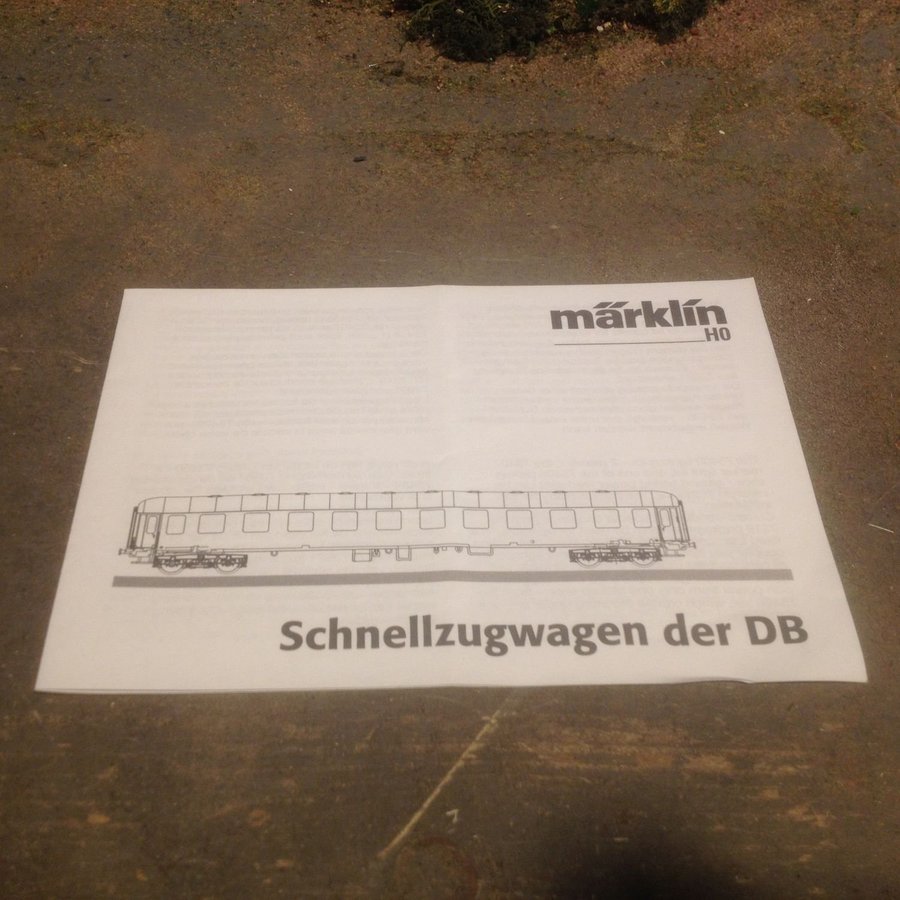 märklin
H0
Schnellzugwagen der DB